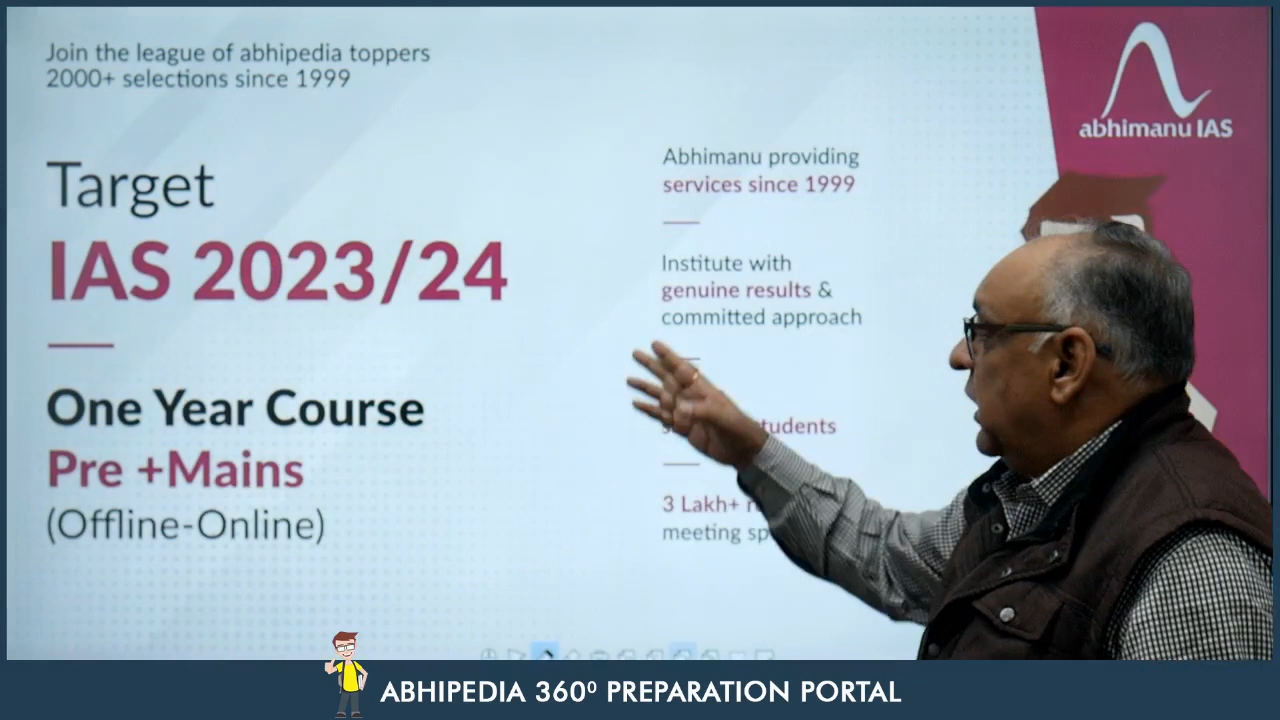 Join the league of abhipedia toppers
2000+ selections since 1999
abhimanu IAS
Target
IAS 2023/24
One Year Course
Pre +Mains
(Offline-Online)
Abhimanu providing
services since 1999
Institute with
genuine results &
committed approach
3 Lakh+
meeting
ABHIPEDIA 360⁰ PREPARATION PORTAL